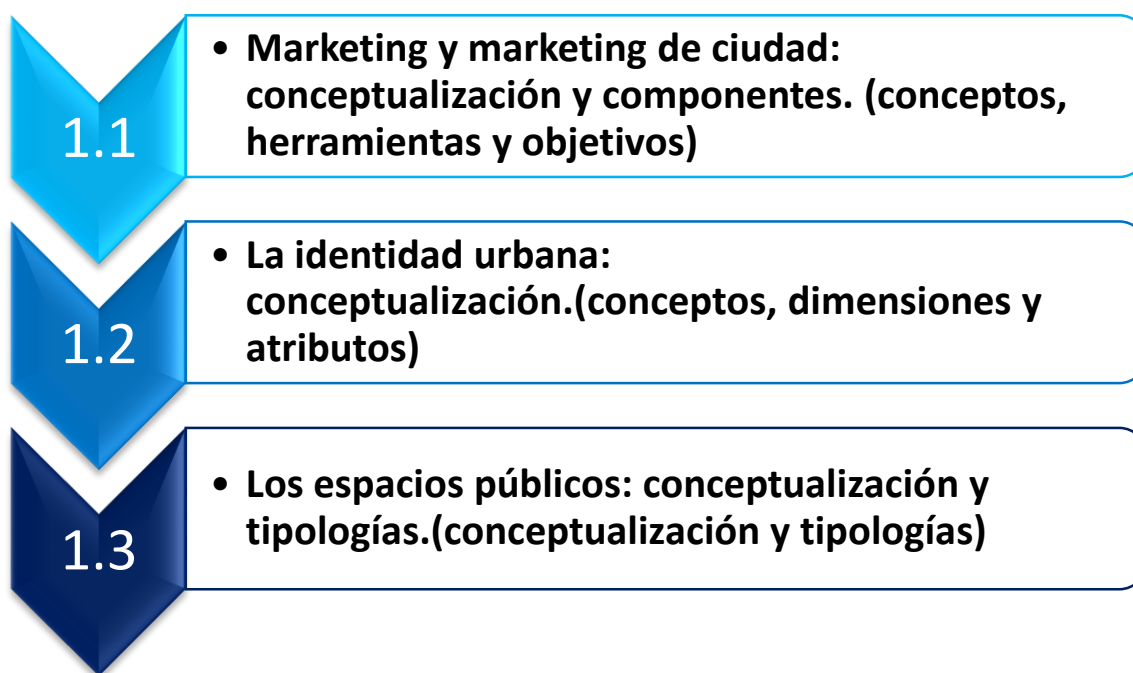 1.1
• Marketing y marketing de ciudad:
conceptualización y componentes. (conceptos,
herramientas y objetivos)
1.2
• La identidad urbana:
conceptualización.(conceptos, dimensiones y
atributos)
1.3
• Los espacios públicos: conceptualización y
tipologías.(conceptualización y tipologías)